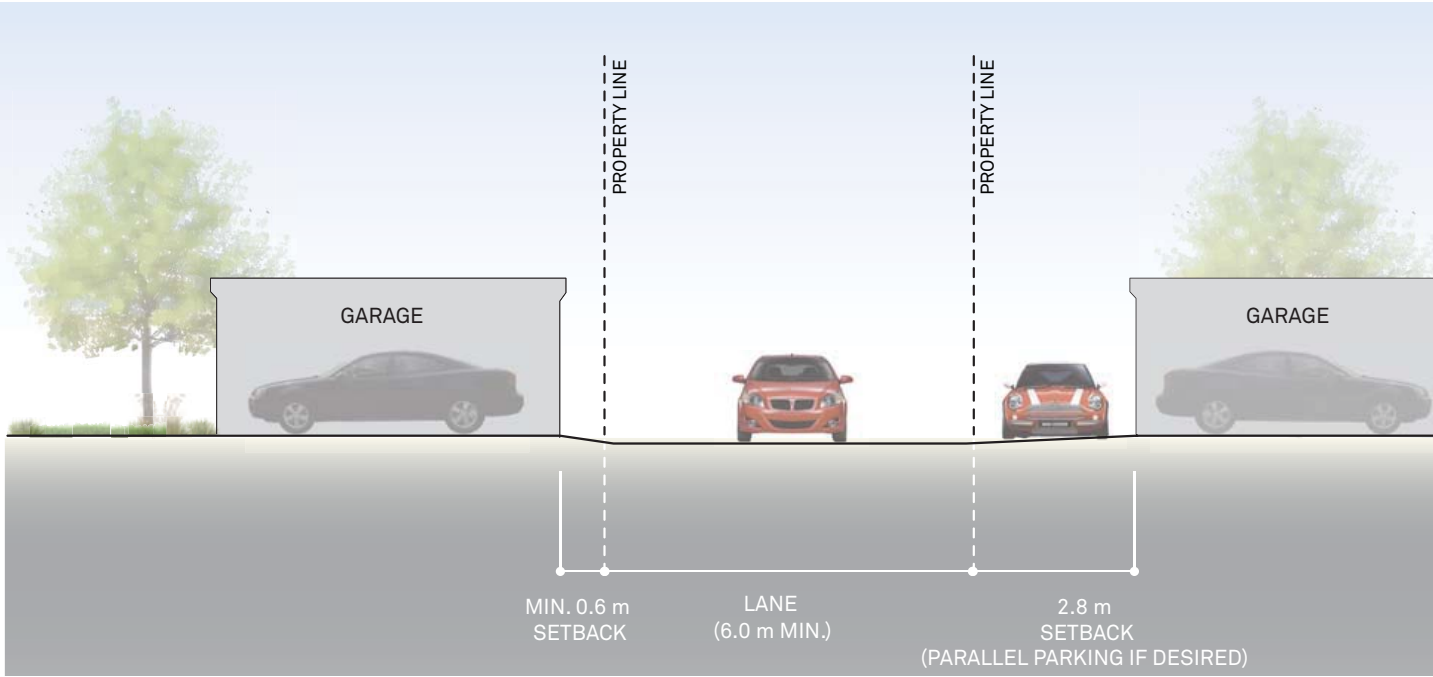 PROPERTY LINE
PROPERTY LINE
GARAGE
GARAGE
MIN. 0.6 m
SETBACK
LANE
(6.0 m MIN.)
2.8 m
SETBACK
(PARALLEL PARKING IF DESIRED)